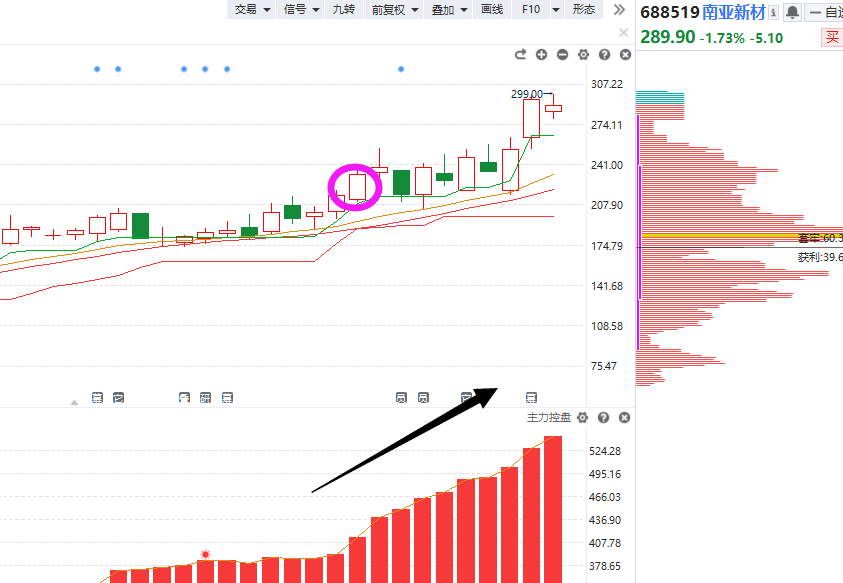 交易 信号 九转 前复权 叠加 画线 F10 形态
688519 南亚新材
自选
289.90 -1.73% -5.10
买
307.22
299.00
274.11
241.00
207.90
174.79
141.68
108.58
75.47
套牢:60.3
获利:39.6
主力控盘
524.28
495.16
466.03
436.90
407.78
378.65